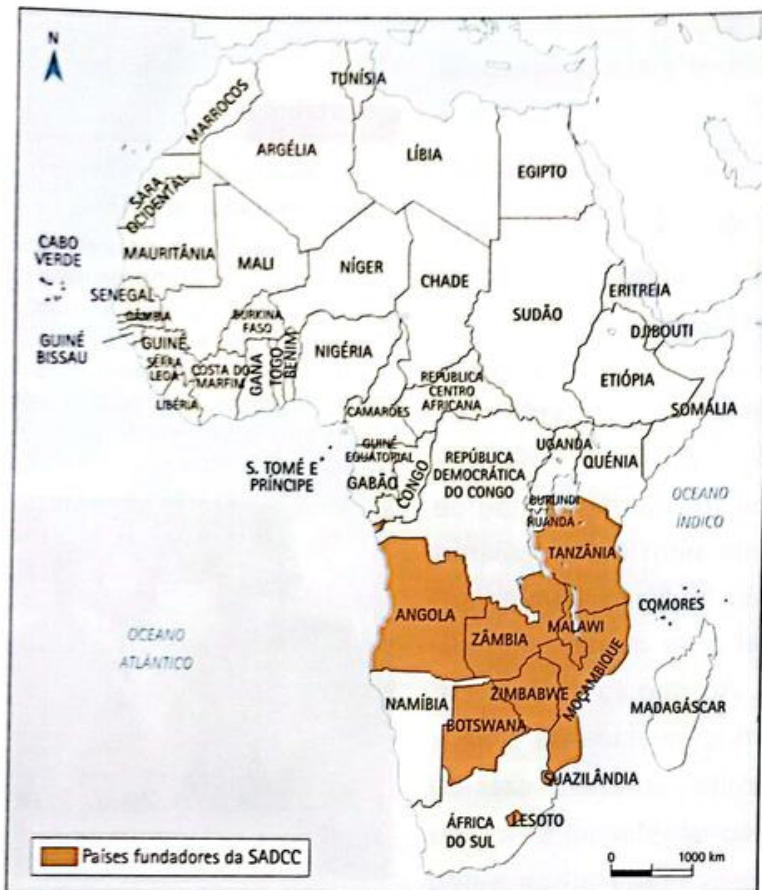 N
TUNÍSIA
MARROCOS
ARGÉLIA
LÍBIA
EGIPTO
SARA
OCIDENTAL
CABO
VERDE
MAURITÂNIA
MALI
NÍGER
CHADE
SUDÃO
ERITREIA
SENEGAL
GÂMBIA
BURKINA
FASO
DJIBOUTI
GUINÉ
BISSAU
GUINÉ
SERRA
LEOA
COSTA DO
MARFIM
GANA
TOGO
BENIM
NIGÉRIA
ETIÓPIA
LIBÉRIA
REPÚBLICA
CENTRO
AFRICANA
SOMÁLIA
CAMARÕES
GUINÉ
EQUATORIAL
S. TOMÉ E
PRÍNCIPE
GABÃO
CONGO
REPÚBLICA
DEMOCRÁTICA
DO CONGO
UGANDA
QUÉNIA
BURUNDI
RUANDA
OCEANO
ÍNDICO
TANZÂNIA
OCEANO
ATLÂNTICO
ANGOLA
ZÂMBIA
MALAWI
COMORES
MOÇAMBIQUE
NAMÍBIA
ZIMBABWE
BOTSWANA
MADAGÁSCAR
SUAZILÂNDIA
ÁFRICA
DO SUL
LESOTO
Países fundadores da SADCC
0 1000 km